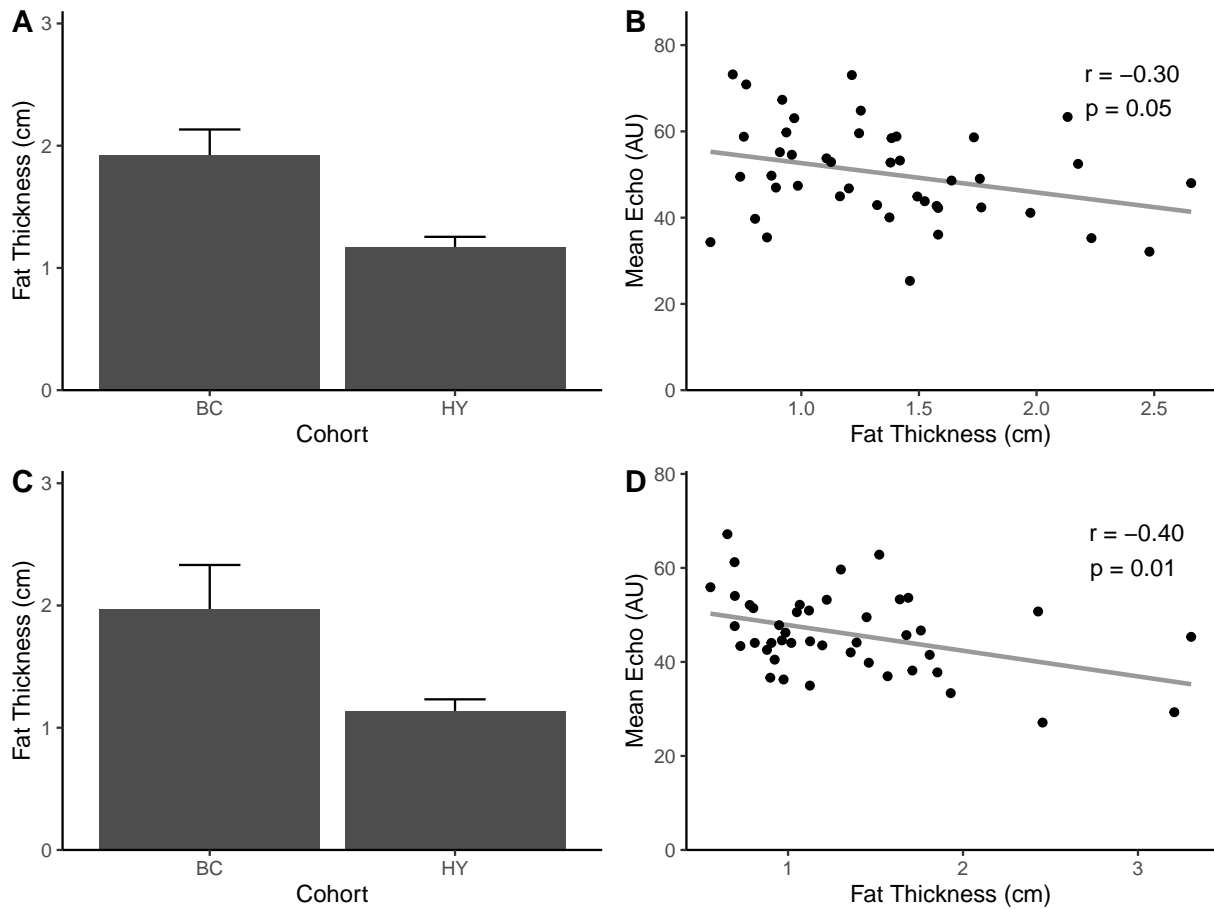 A
Fat Thickness (cm)
3
2
1
0
BC HY
Cohort
B
Mean Echo (AU)
80
60
40
20
0
r = −0.30
p = 0.05
1.0 1.5 2.0 2.5
Fat Thickness (cm)
C
Fat Thickness (cm)
3
2
1
0
BC HY
Cohort
D
Mean Echo (AU)
80
60
40
20
0
r = −0.40
p = 0.01
1 2 3
Fat Thickness (cm)